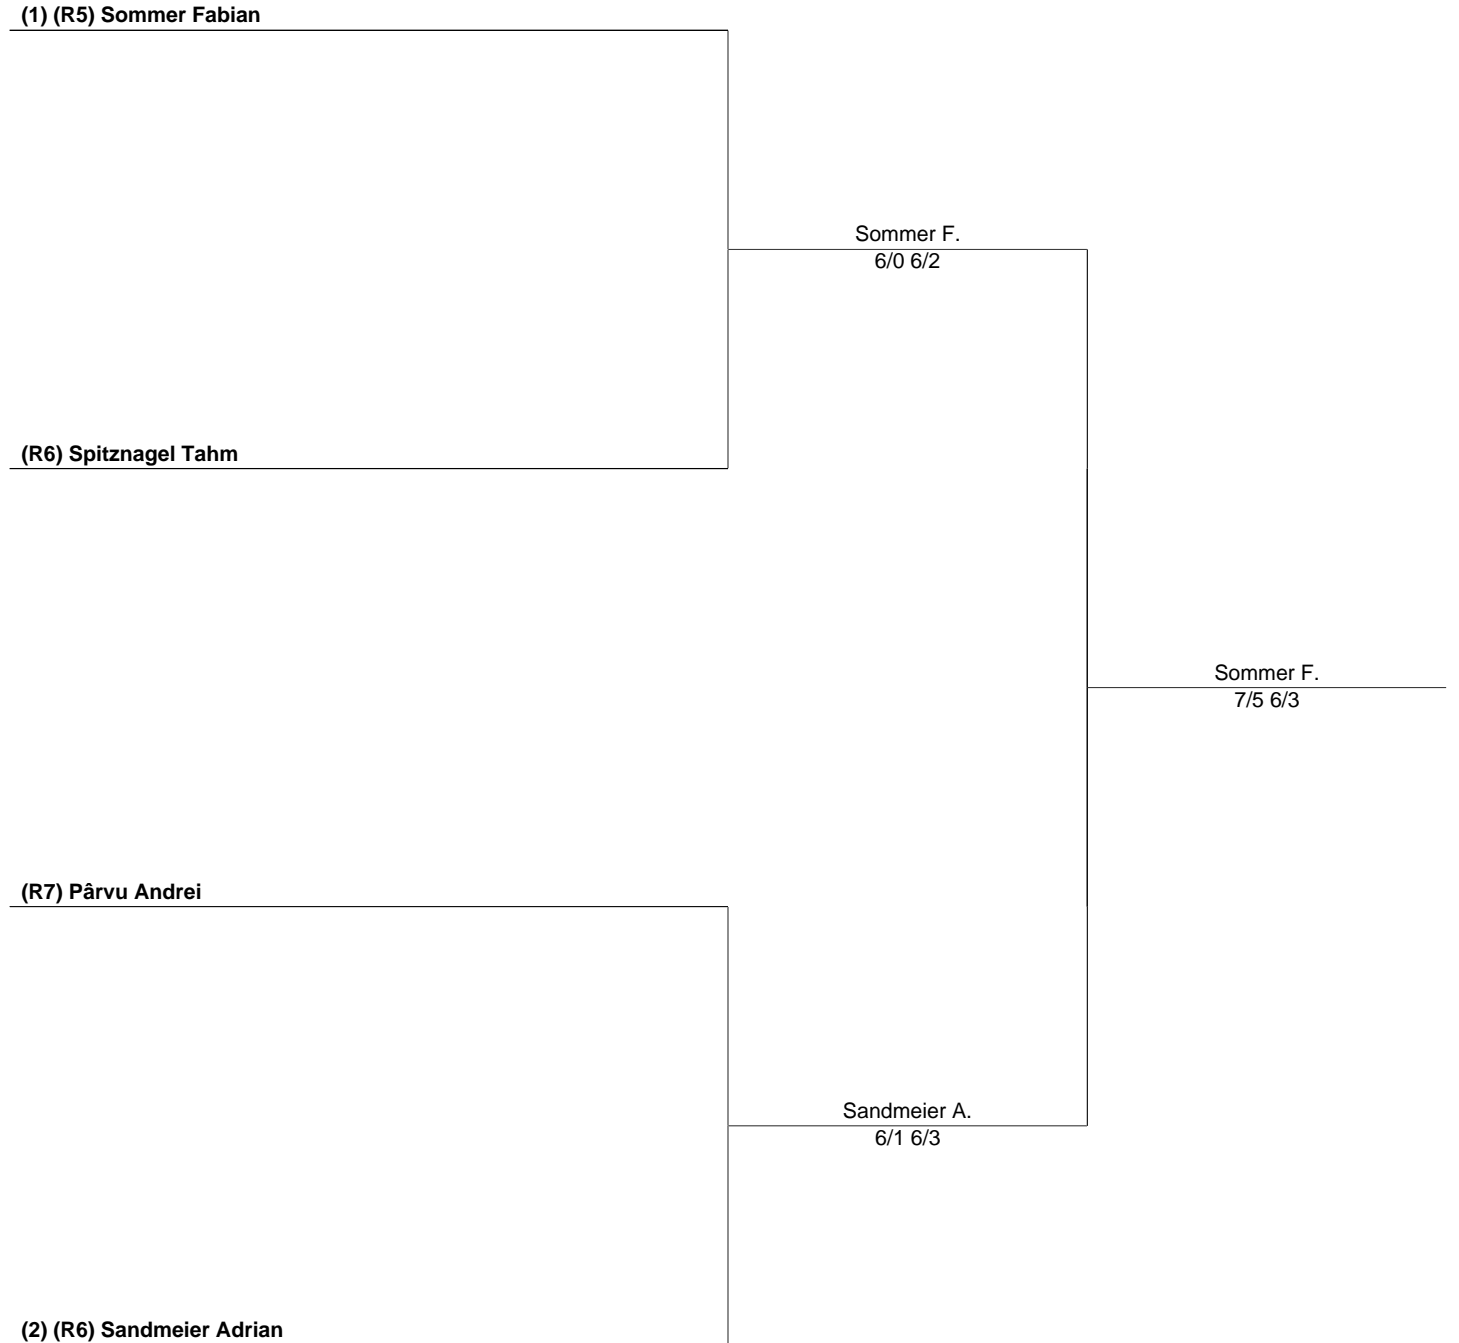 (1) (R5) Sommer Fabian
Sommer F.
6/0 6/2
(R6) Spitznagel Tahm
Sommer F.
7/5 6/3
(R7) Pârvu Andrei
Sandmeier A.
6/1 6/3
(2) (R6) Sandmeier Adrian